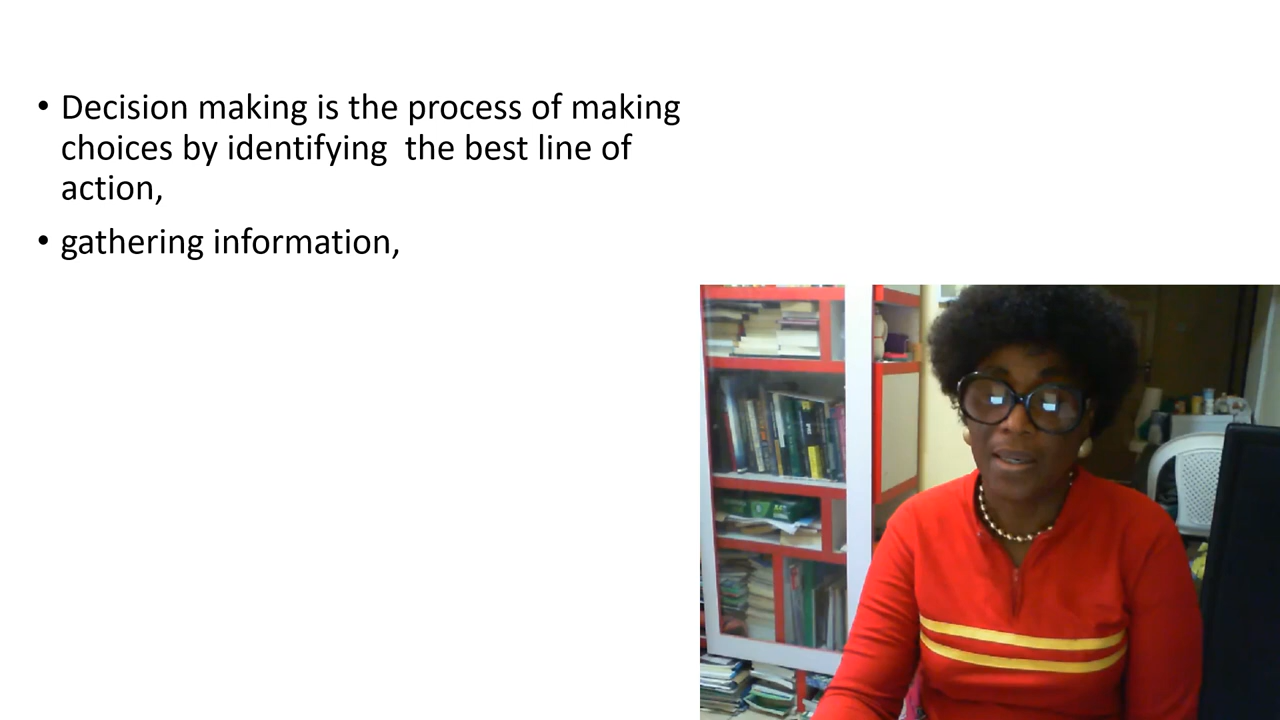 • Decision making is the process of making
choices by identifying  the best line of
action,
• gathering information,